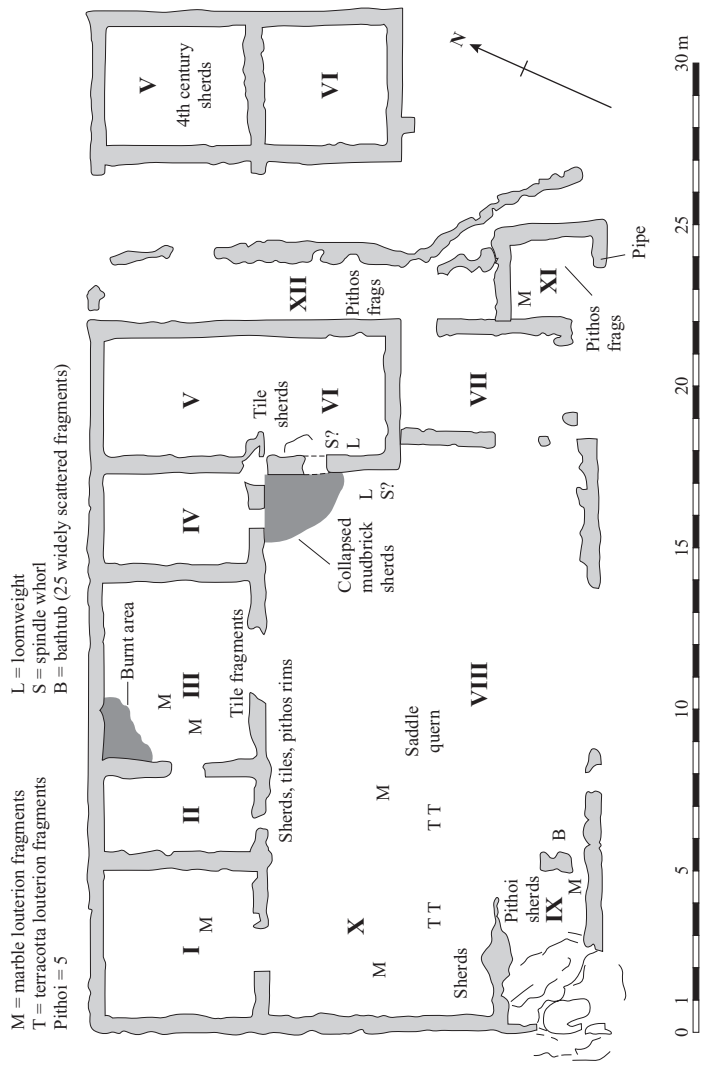 M = marble louterion fragments
T = terracotta louterion fragments
Pithoi = 5
L = loomweight
S = spindle whorl
B = bathtub (25 widely scattered fragments)
N
V
4th century
sherds
VI
I
M
II
Burnt area
III
M
M
Tile fragments
IV
V
Tile
sherds
VI
S?
L
XII
Pithos
frags
Sherds, tiles, pithos rims
Collapsed
mudbrick
sherds
L
S?
X
M
M
T T
T T
Saddle
quern
VIII
VII
M
XI
Pithos
frags
Pipe
Sherds
Pithoi
sherds
IX
M
B
0
1
5
10
15
20
25
30 m